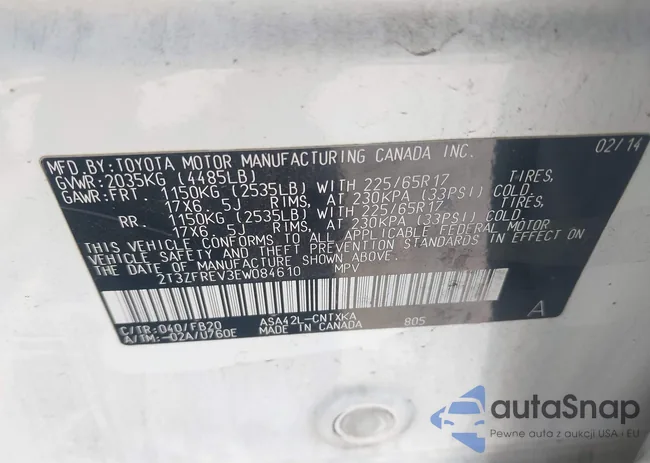 MFD.BY:TOYOTA MOTOR MANUFACTURING CANADA INC. 02/14
GVWR:2035KG (4485LB)
GAWR:FRT. 1150KG (2535LB) WITH 225/65R17 TIRES,
17X6. 5J RIMS, AT 230KPA (33PSI) COLD.
RR. 1150KG (2535LB) WITH 225/65R17 TIRES,
17X6. 5J RIMS, AT 230KPA (33PSI) COLD.
THIS VEHICLE CONFORMS TO ALL APPLICABLE FEDERAL MOTOR
VEHICLE SAFETY AND THEFT PREVENTION STANDARDS IN EFFECT ON
THE DATE OF MANUFACTURE SHOWN ABOVE.
2T3ZFREV3EW084610 MPV
C/TR:040/FB20 ASA42L-CNTXKA A
A/TM:-02A/U760E MADE IN CANADA 805
autoSnap
Pewne auta z aukcji USA i EU